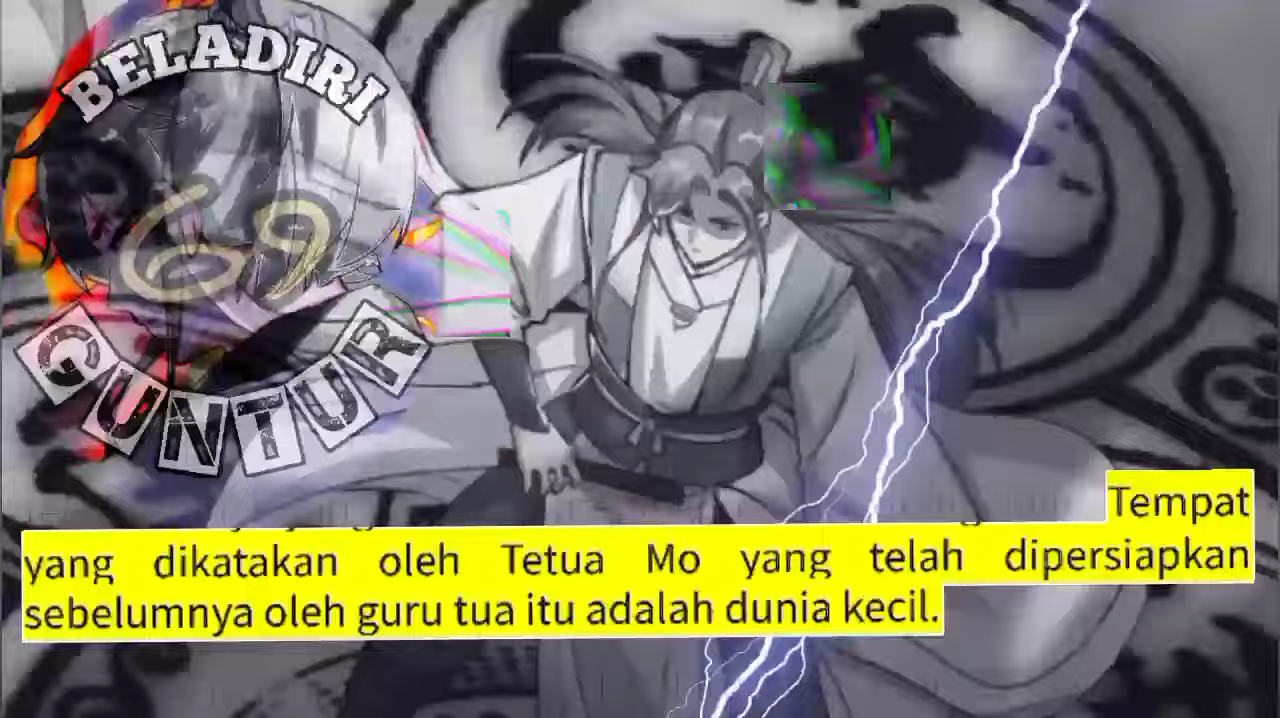 BELADIRI
69
GUNTUR
Tempat
yang dikatakan oleh Tetua Mo yang telah dipersiapkan
sebelumnya oleh guru tua itu adalah dunia kecil.